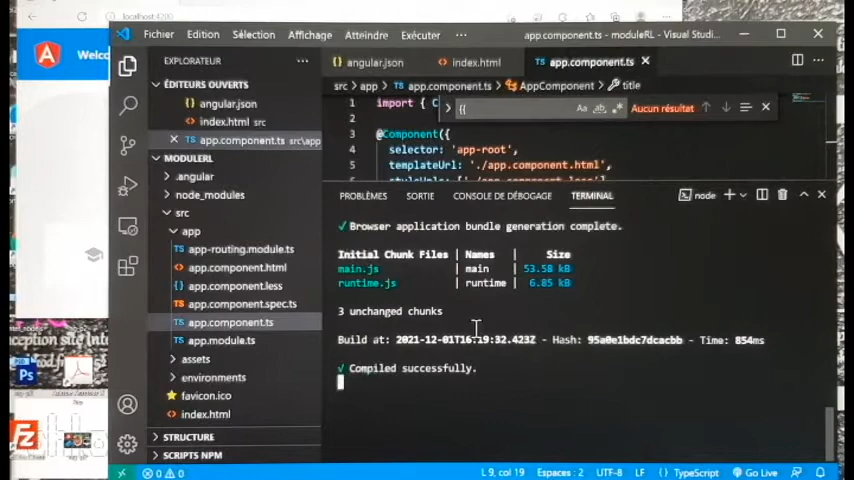 localhost:4200
Welco
Fichier Edition Sélection Affichage Atteindre Exécuter ··· app.component.ts - moduleRL - Visual Studi...
EXPLORATEUR
ÉDITEURS OUVERTS
angular.json
index.html src
app.component.ts src\app
MODULERL
.angular
node_modules
src
app
app-routing.module.ts
app.component.html
app.component.less
app.component.spec.ts
app.component.ts
app.module.ts
assets
environments
favicon.ico
index.html
STRUCTURE
SCRIPTS NPM
angular.json index.html app.component.ts
src > app > app.component.ts > AppComponent > title
{{ Aa ab Aucun résultat
1 import { C
2
3 @Component({
4 selector: 'app-root',
5 templateUrl: './app.component.html',
PROBLÈMES SORTIE CONSOLE DE DÉBOGAGE TERMINAL node
√ Browser application bundle generation complete.
Initial Chunk Files | Names | Size
main.js | main | 53.58 kB
runtime.js | runtime | 6.85 kB
3 unchanged chunks
Build at: 2021-12-01T16:19:32.423Z - Hash: 95a0e1bdc7dcacbb - Time: 854ms
√ Compiled successfully.
Ps
0 0 L 9, col 19 Espaces : 2 UTF-8 LF TypeScript Go Live